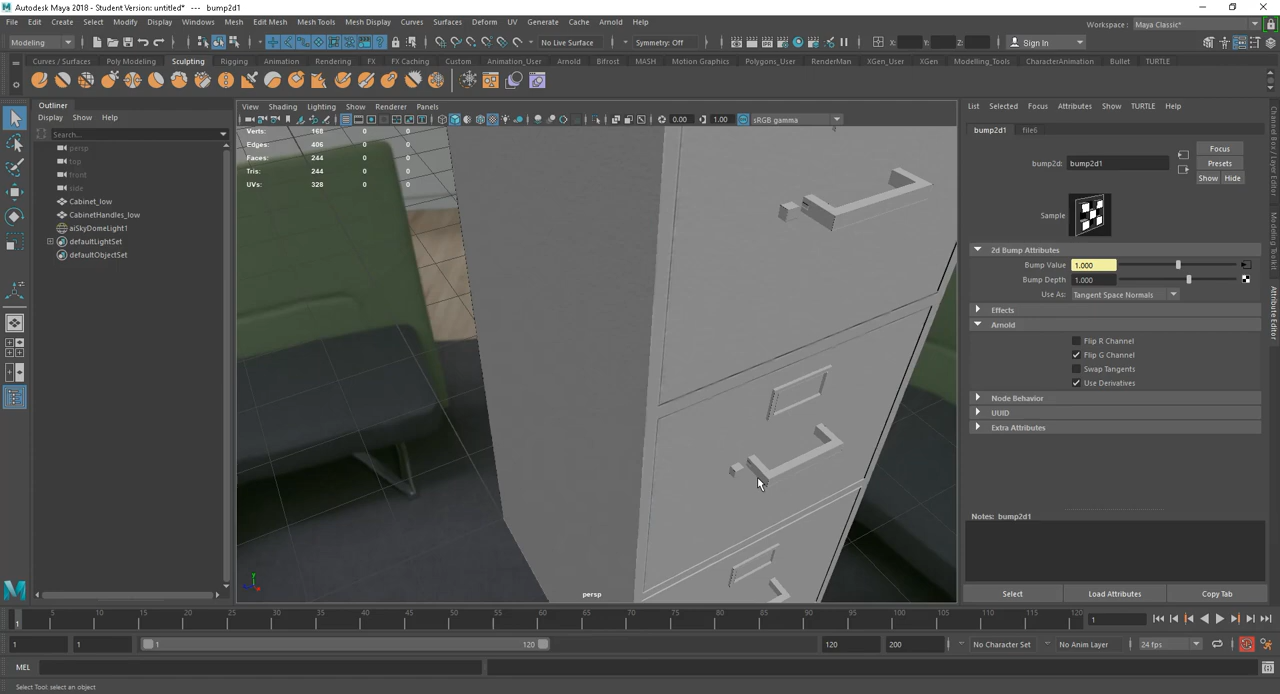 Autodesk Maya 2018 - Student Version: untitled* --- bump2d1
File Edit Create Select Modify Display Windows Mesh Edit Mesh Mesh Tools Mesh Display Curves Surfaces Deform UV Generate Cache Arnold Help
Workspace : Maya Classic*
Modeling No Live Surface Symmetry: Off X: Y: Z: Sign In
Curves / Surfaces Poly Modeling Sculpting Rigging Animation Rendering FX FX Caching Custom Animation_User Arnold Bifrost MASH Motion Graphics Polygons_User RenderMan XGen_User XGen Modelling_Tools CharacterAnimation Bullet TURTLE
Outliner
Display Show Help
Search...
persp
top
front
side
Cabinet_low
CabinetHandles_low
aiSkyDomeLight1
defaultLightSet
defaultObjectSet
View Shading Lighting Show Renderer Panels
0.00 1.00 sRGB gamma
Verts: 168 0 0
Edges: 406 0 0
Faces: 244 0 0
Tris: 244 0 0
UVs: 328 0 0
persp
List Selected Focus Attributes Show TURTLE Help
bump2d1 file6
Focus
bump2d: bump2d1 Presets
Show Hide
Sample
2d Bump Attributes
Bump Value 1.000
Bump Depth 1.000
Use As: Tangent Space Normals
Effects
Arnold
Flip R Channel
Flip G Channel
Swap Tangents
Use Derivatives
Node Behavior
UUID
Extra Attributes
Notes: bump2d1
Select Load Attributes Copy Tab
Channel Box / Layer Editor
Modeling Toolkit
Attribute Editor
1 5 10 15 20 25 30 35 40 45 50 55 60 65 70 75 80 85 90 95 100 105 110 115 120 1
1 1 1 120 120 200 No Character Set No Anim Layer 24 fps
MEL
Select Tool: select an object